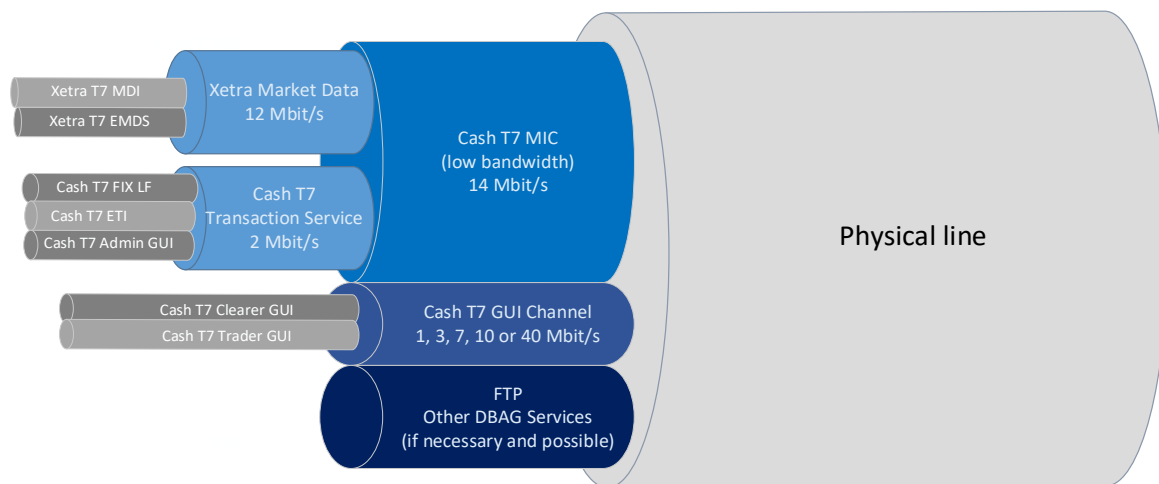 Xetra T7 MDI
Xetra T7 EMDS
Xetra Market Data
12 Mbit/s
Cash T7 FIX LF
Cash T7 ETI
Cash T7 Admin GUI
Cash T7
Transaction Service
2 Mbit/s
Cash T7 MIC
(low bandwidth)
14 Mbit/s
Cash T7 Clearer GUI
Cash T7 Trader GUI
Cash T7 GUI Channel
1, 3, 7, 10 or 40 Mbit/s
FTP
Other DBAG Services
(if necessary and possible)
Physical line